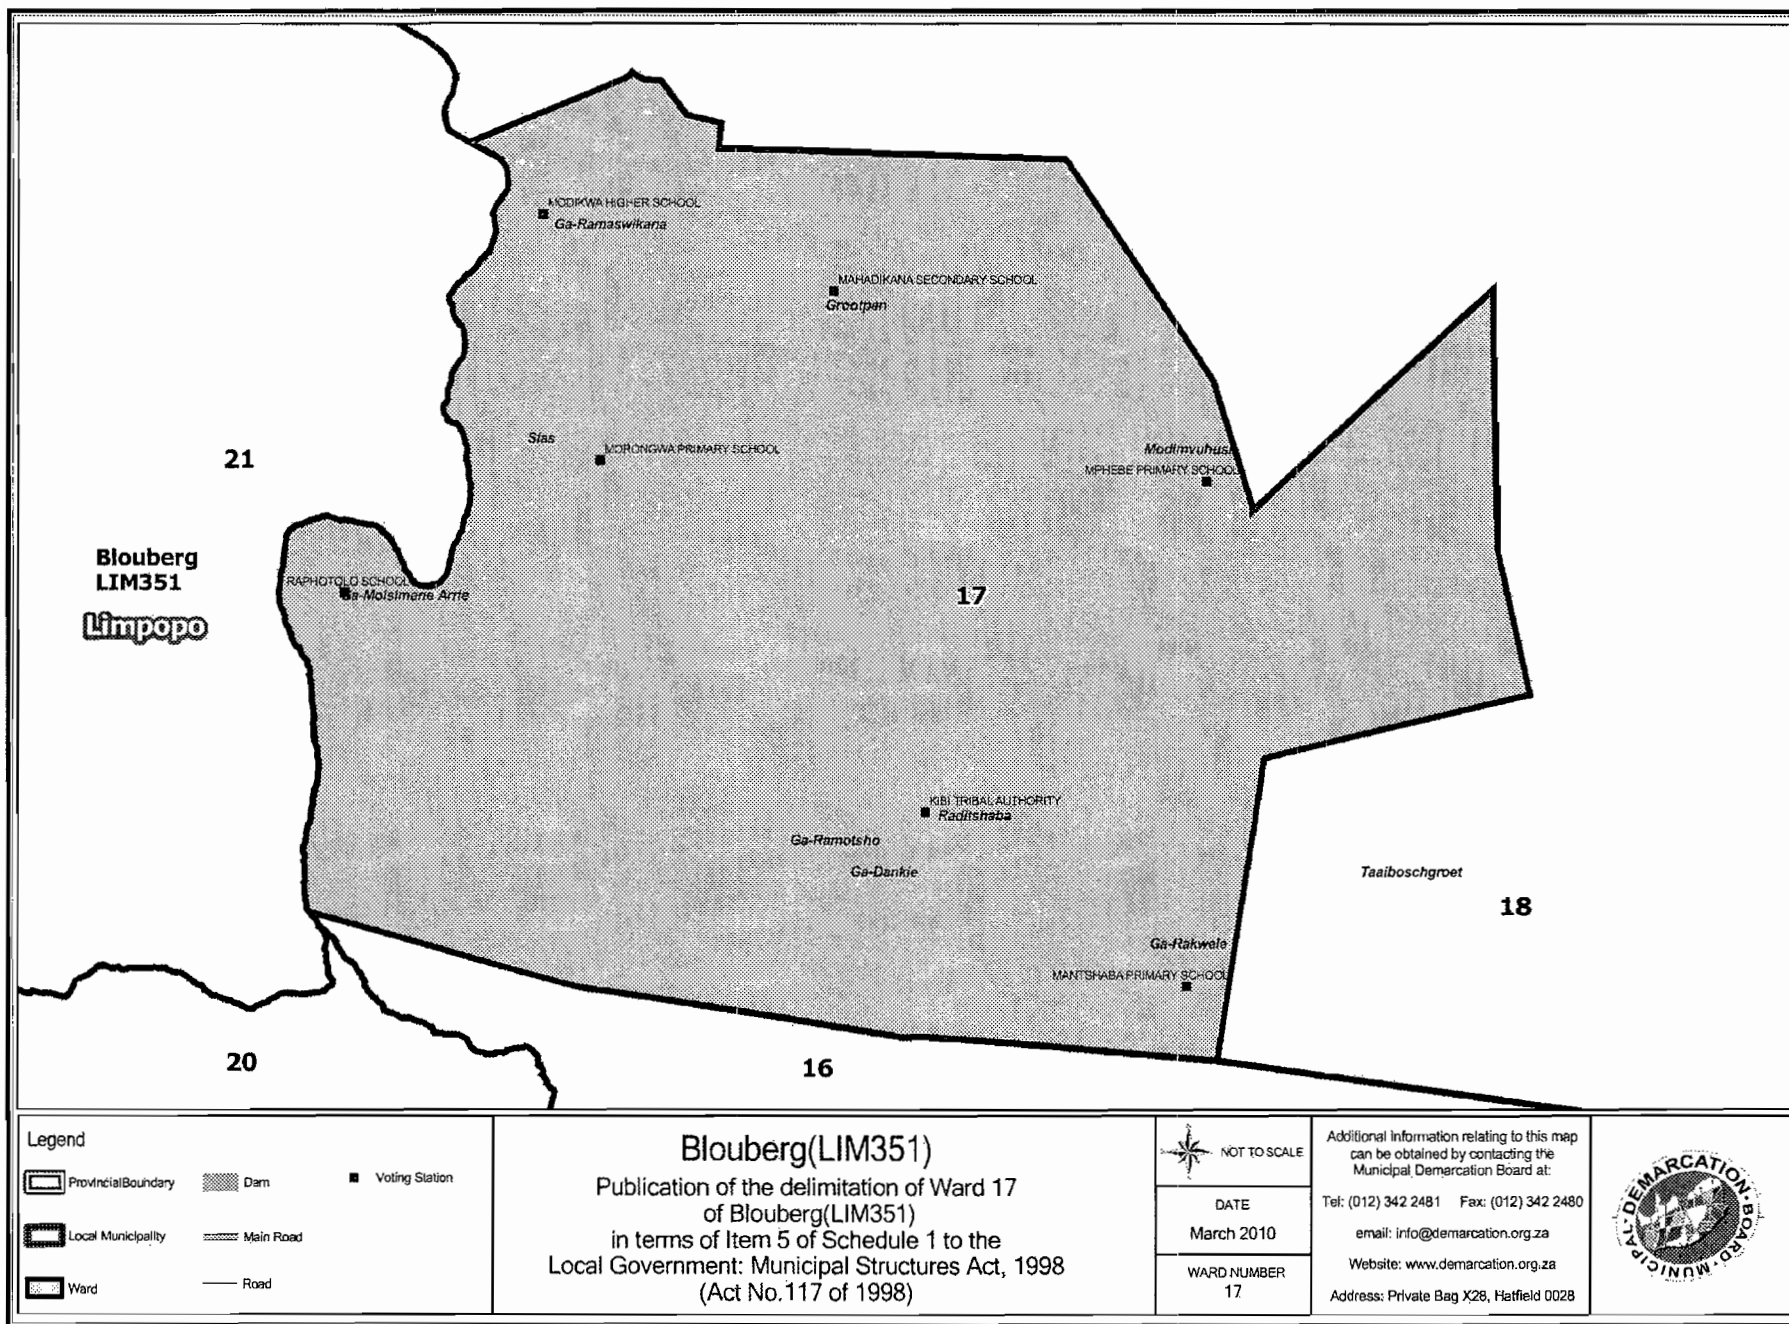 MODIKWA HIGHER SCHOOL
Ga-Ramaswikana
MAHADIKANA SECONDARY SCHOOL
Grootpan
21
Sias
MORONGWA PRIMARY SCHOOL
Modimvuhusi
MPHEBE PRIMARY SCHOOL
Blouberg
LIM351
Limpopo
RAPHOTOLO SCHOOL
Ga-Moisimane Arrie
17
KIBI TRIBAL AUTHORITY
Raditshaba
Ga-Ramotsho
Ga-Dankie
Taaiboschgroet
18
Ga-Rakwele
MANTSHABA PRIMARY SCHOOL
20
16
Legend
ProvincialBoundary
Dam
Voting Station
Local Municipality
Main Road
Ward
Road
Blouberg(LIM351)
Publication of the delimitation of Ward 17
of Blouberg(LIM351)
in terms of Item 5 of Schedule 1 to the
Local Government: Municipal Structures Act, 1998
(Act No.117 of 1998)
NOT TO SCALE
DATE
March 2010
WARD NUMBER
17
Additional Information relating to this map
can be obtained by contacting the
Municipal Demarcation Board at:
Tel: (012) 342 2481 Fax: (012) 342 2480
email: info@demarcation.org.za
Website: www.demarcation.org.za
Address: Private Bag X28, Hatfield 0028
MUNICIPAL·DEMARCATION·BOARD·